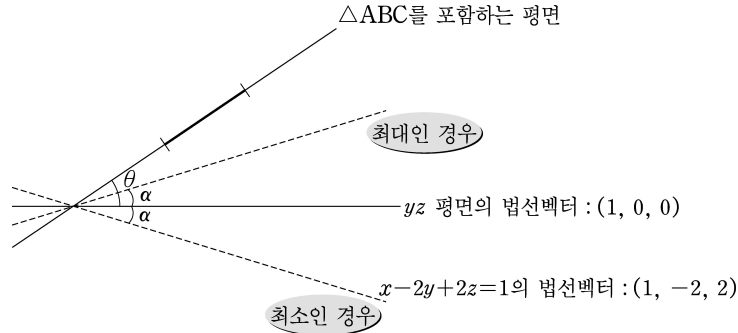 △ABC를 포함하는 평면
최대인 경우
θ
α
α
yz 평면의 법선벡터 : (1, 0, 0)
x−2y+2z=1의 법선벡터 : (1, −2, 2)
최소인 경우